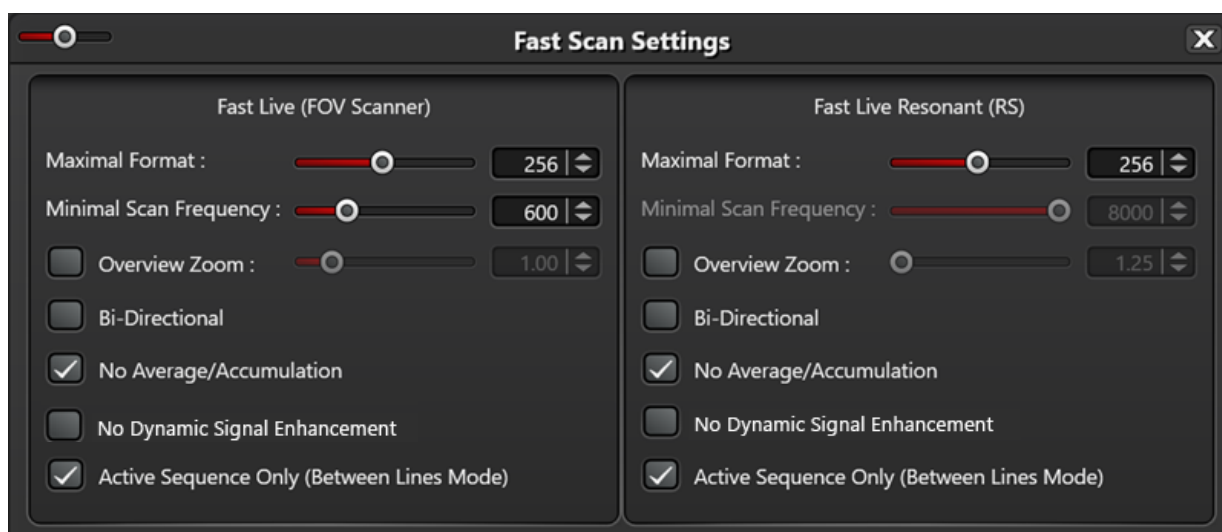 Fast Scan Settings
X
Fast Live (FOV Scanner)
Maximal Format : 256
Minimal Scan Frequency : 600
Overview Zoom : 1.00
Bi-Directional
No Average/Accumulation
No Dynamic Signal Enhancement
Active Sequence Only (Between Lines Mode)
Fast Live Resonant (RS)
Maximal Format : 256
Minimal Scan Frequency : 8000
Overview Zoom : 1.25
Bi-Directional
No Average/Accumulation
No Dynamic Signal Enhancement
Active Sequence Only (Between Lines Mode)